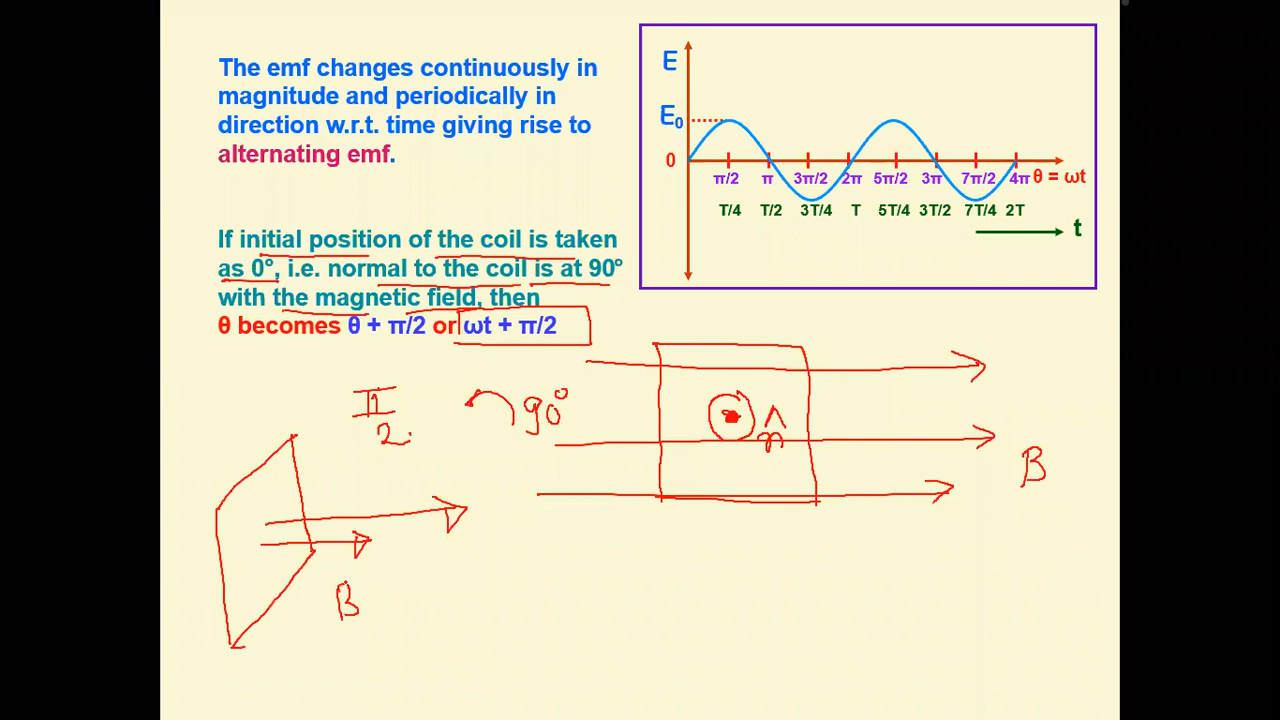 The emf changes continuously in
magnitude and periodically in
direction w.r.t. time giving rise to
alternating emf.
If initial position of the coil is taken
as 0°, i.e. normal to the coil is at 90°
with the magnetic field, then
θ becomes θ + π/2 or ωt + π/2
E
E₀
0
π/2 π 3π/2 2π 5π/2 3π 7π/2 4π θ = ωt
T/4 T/2 3T/4 T 5T/4 3T/2 7T/4 2T
t
π/2
90°
n̂
B
B